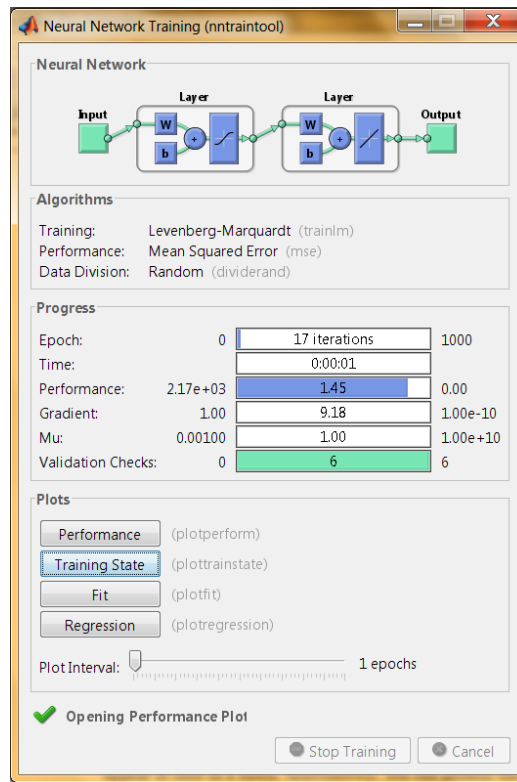 Neural Network Training (nntraintool)
Neural Network
Layer Layer
Input Output
W W
+ +
b b
Algorithms
Training: Levenberg-Marquardt (trainlm)
Performance: Mean Squared Error (mse)
Data Division: Random (dividerand)
Progress
Epoch: 0 17 iterations 1000
Time: 0:00:01
Performance: 2.17e+03 1.45 0.00
Gradient: 1.00 9.18 1.00e-10
Mu: 0.00100 1.00 1.00e+10
Validation Checks: 0 6 6
Plots
Performance (plotperform)
Training State (plottrainstate)
Fit (plotfit)
Regression (plotregression)
Plot Interval: 1 epochs
Opening Performance Plot
Stop Training Cancel